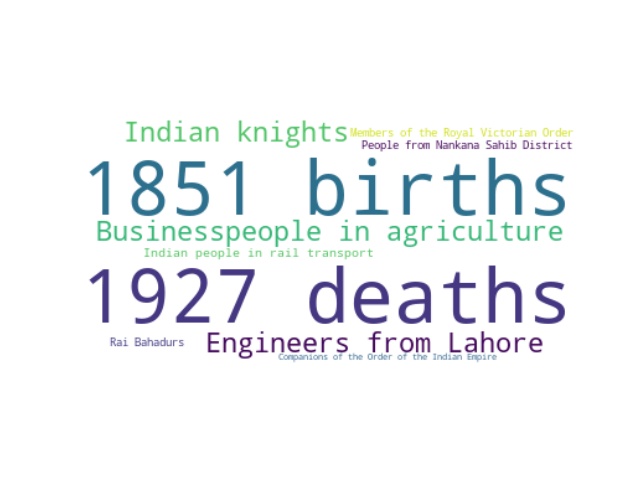 Indian knights
Members of the Royal Victorian Order
People from Nankana Sahib District
1851 births
Businesspeople in agriculture
Indian people in rail transport
1927 deaths
Rai Bahadurs
Engineers from Lahore
Companions of the Order of the Indian Empire